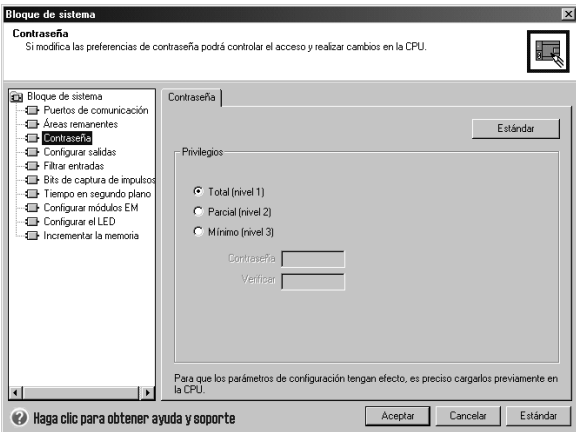 Bloque de sistema
Contraseña
Si modifica las preferencias de contraseña podrá controlar el acceso y realizar cambios en la CPU.
Bloque de sistema
Puertos de comunicación
Áreas remanentes
Contraseña
Configurar salidas
Filtrar entradas
Bits de captura de impulsos
Tiempo en segundo plano
Configurar módulos EM
Configurar el LED
Incrementar la memoria
Contraseña
Estándar
Privilegios
Total (nivel 1)
Parcial (nivel 2)
Mínimo (nivel 3)
Contraseña
Verificar
Para que los parámetros de configuración tengan efecto, es preciso cargarlos previamente en
la CPU.
Haga clic para obtener ayuda y soporte
Aceptar
Cancelar
Estándar